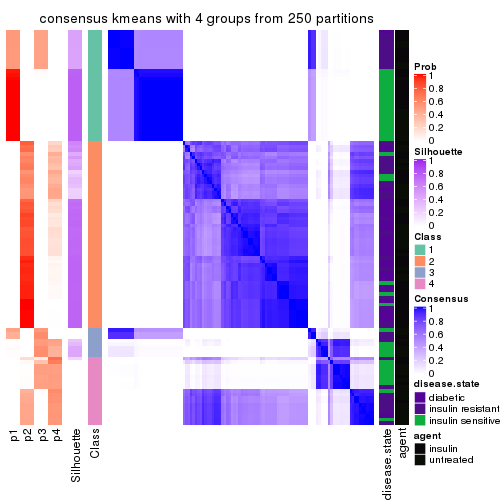 consensus kmeans with 4 groups from 250 partitions
Prob
1
0.8
0.6
0.4
0.2
0
Silhouette
1
0.8
0.6
0.4
0.2
0
Class
1
2
3
4
Consensus
1
0.8
0.6
0.4
0.2
0
disease.state
diabetic
insulin resistant
insulin sensitive
agent
insulin
untreated
p1
p2
p3
p4
Silhouette
Class
disease.state
agent